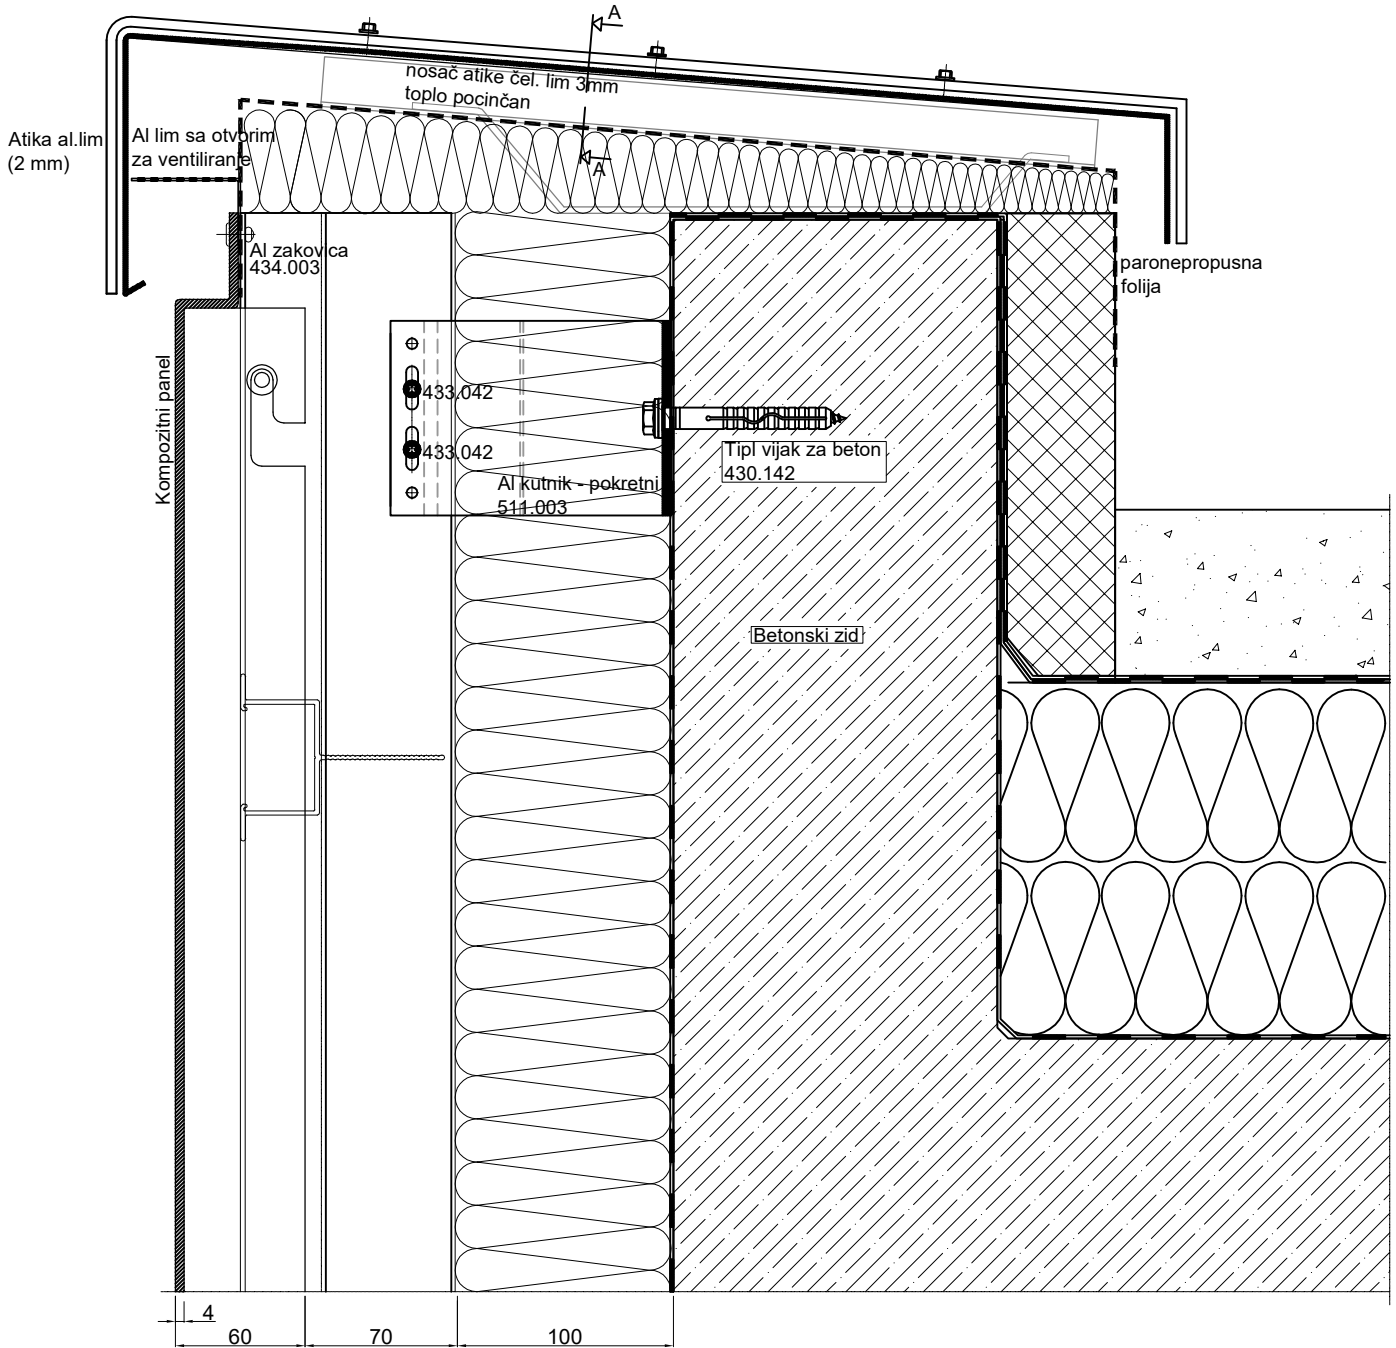 A
nosač atike čel. lim 3mm
toplo pocinčan
Atika al.lim
(2 mm)
Al lim sa otvorim
za ventiliranje
A
Al zakovica
434.003
paronepropusna
folija
Kompozitni panel
433.042
433.042
Tipl vijak za beton
430.142
Al kutnik - pokretni
511.003
Betonski zid
4
60
70
100